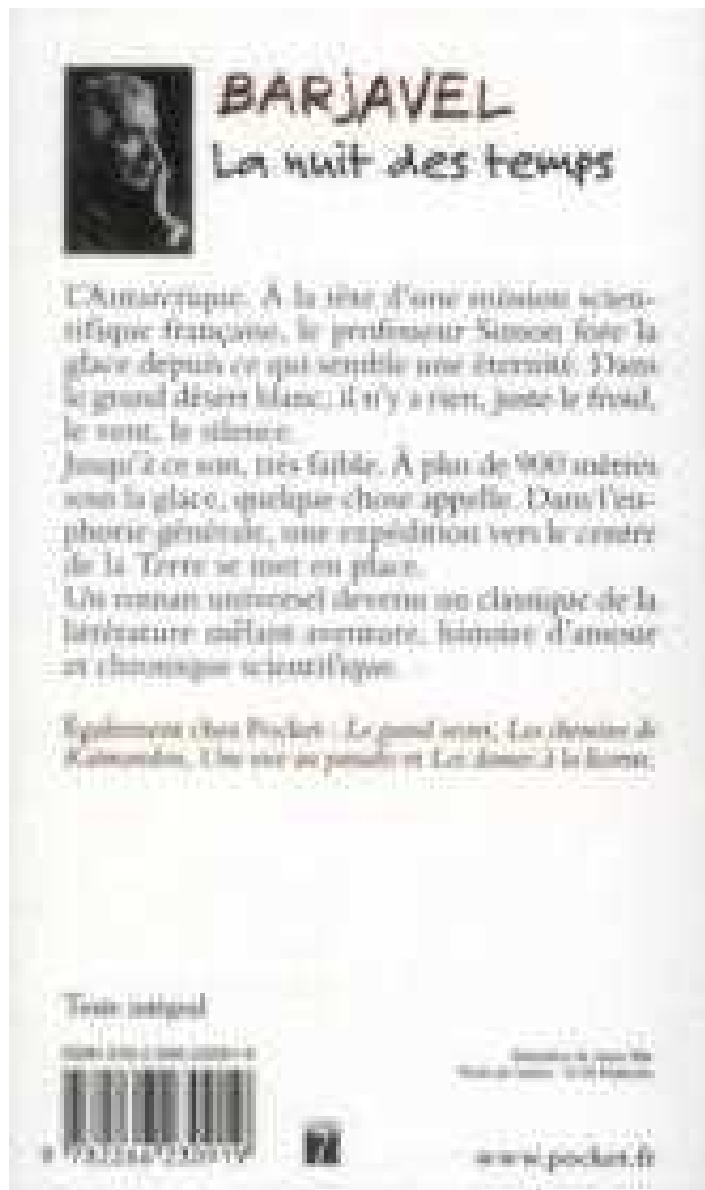 BARjAVEL
La nuit des temps
L'Antarctique. À la tête d'une mission scien-
tifique française, le professeur Simon fore la
glace depuis ce qui semble une éternité. Dans
le grand désert blanc, il n'y a rien, juste le froid,
le vent, le silence.
Jusqu'à ce son, très faible. À plus de 900 mètres
sous la glace, quelque chose appelle. Dans l'eu-
phorie générale, une expédition vers le centre
de la Terre se met en place.
Un roman universel devenu un classique de la
littérature mêlant aventure, histoire d'amour
et chronique scientifique.
Également chez Pocket : Le grand secret, Les chemins de
Katmandou, Une rose au paradis et Les dames à la licorne.
Texte intégral
www.pocket.fr